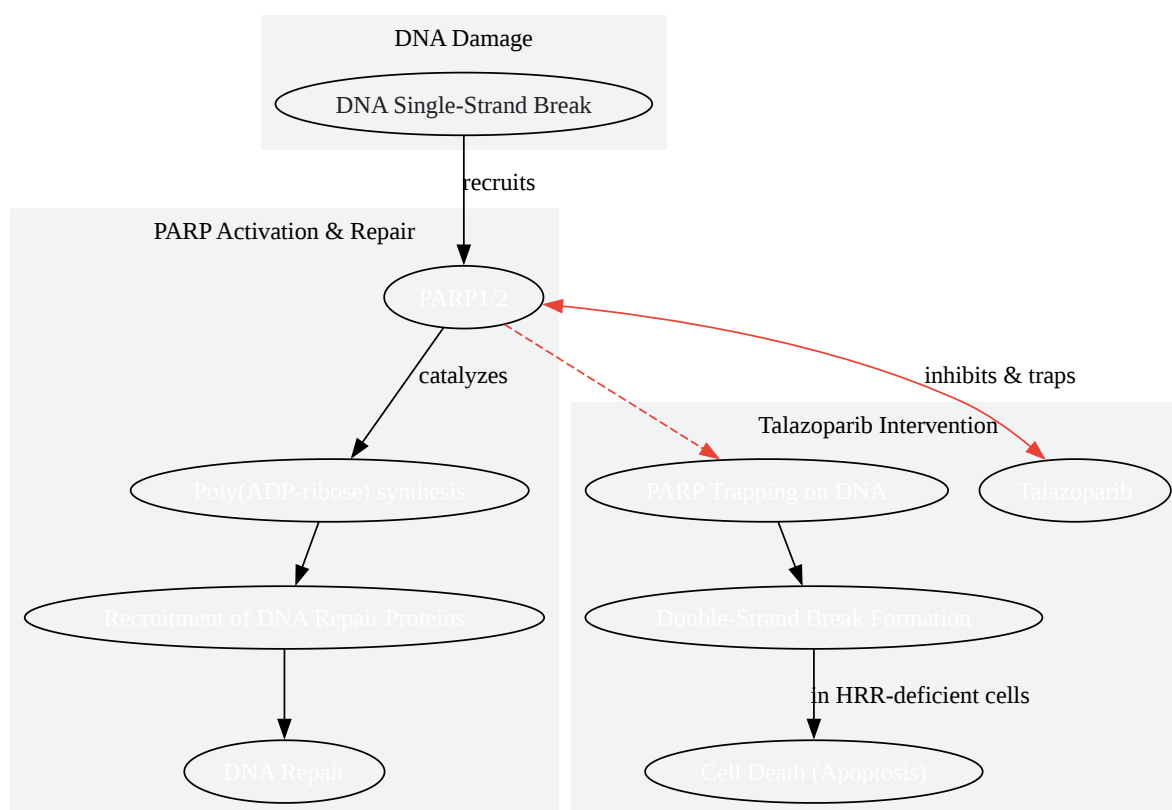 DNA Damage
DNA Single-Strand Break
recruits
PARP Activation & Repair
PARP1/2
catalyzes
inhibits & traps
Talazoparib Intervention
Poly(ADP-ribose) synthesis
PARP Trapping on DNA
Talazoparib
Recruitment of DNA Repair Proteins
Double-Strand Break Formation
in HRR-deficient cells
DNA Repair
Cell Death (Apoptosis)